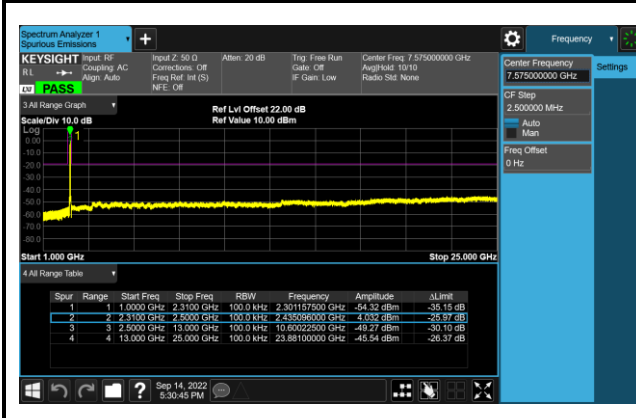 Spectrum Analyzer 1
Spurious Emissions
Frequency
KEYSIGHT
RL
LXI
PASS
Input: RF
Coupling: AC
Align: Auto
Input Z: 50 Ω
Corrections: Off
Freq Ref: Int (S)
NFE: Off
Atten: 20 dB
Trig: Free Run
Gate: Off
IF Gain: Low
Center Freq: 7.575000000 GHz
Avg|Hold: 10/10
Radio Std: None
Center Frequency
7.575000000 GHz
Settings
CF Step
2.500000 MHz
Auto
Man
Freq Offset
0 Hz
3 All Range Graph
Scale/Div 10.0 dB
Ref Lvl Offset 22.00 dB
Ref Value 10.00 dBm
Log
1
0.00
-10.0
-20.0
-30.0
-40.0
-50.0
-60.0
-70.0
-80.0
Start 1.000 GHz
Stop 25.000 GHz
4 All Range Table
Spur Range Start Freq Stop Freq RBW Frequency Amplitude ΔLimit
1 1 1.0000 GHz 2.3100 GHz 100.0 kHz 2.301157500 GHz -54.32 dBm -35.15 dB
2 2 2.3100 GHz 2.5000 GHz 100.0 kHz 2.435096000 GHz 4.032 dBm -25.97 dB
3 3 2.5000 GHz 13.000 GHz 100.0 kHz 10.60022500 GHz -49.27 dBm -30.10 dB
4 4 13.000 GHz 25.000 GHz 100.0 kHz 23.88100000 GHz -45.54 dBm -26.37 dB
?
Sep 14, 2022
5:30:45 PM